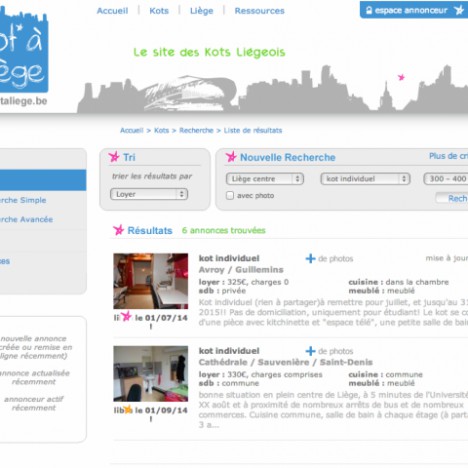 Accueil | Kots | Liège | Ressources
espace annonceur
ot' à
ège
taliege.be
Le site des Kots Liégeois
Accueil > Kots > Recherche > Liste de résultats
Tri
trier les résultats par
Loyer
Nouvelle Recherche
Plus de cri
Liège centre
kot individuel
300 - 400
avec photo
Rech
rche Simple
rche Avancée
ces
Résultats 6 annonces trouvées
kot individuel + de photos mise à jour
Avroy / Guillemins
loyer : 325€, charges 0 cuisine : dans la chambre
sdb : privée meublé : meublé
Kot individuel (rien à partager)à remettre pour juillet, et jusqu'au 31
2015!! Pas de domiciliation, uniquement pour étudiant! Le kot se co
d'une pièce avec kitchinette et "espace télé", une petite salle de bain
le 01/07/14
!
nouvelle annonce
créée ou remise en
ligne récemment)
annonce actualisée
récemment
annonceur actif
récemment
kot individuel + de photos
Cathédrale / Sauvenière / Saint-Denis
loyer : 330€, charges comprises cuisine : commune
sdb : commune meublé : meublé
bonne situation en plein centre de Liège, à 5 minutes de l'Université
XX août et à proximité de nombreux arrêts de bus et de nombreux
commerces. Cuisine commune, salle de bain à chaque étage (à parta
3 a...
le 01/09/14
!